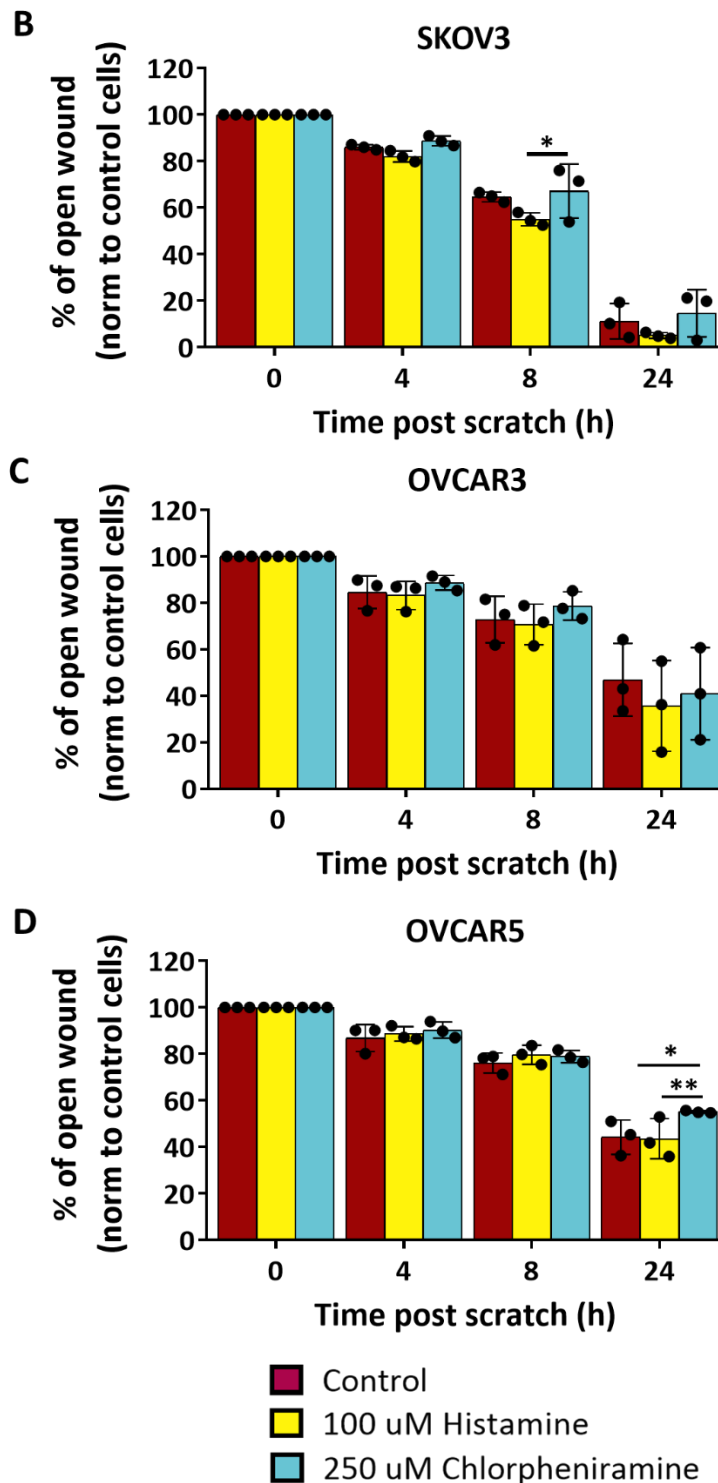 B
SKOV3
% of open wound
(norm to control cells)
120
100
80
60
40
20
0
*
0 4 8 24
Time post scratch (h)
C
OVCAR3
% of open wound
(norm to control cells)
120
100
80
60
40
20
0
0 4 8 24
Time post scratch (h)
D
OVCAR5
% of open wound
(norm to control cells)
120
100
80
60
40
20
0
*
**
0 4 8 24
Time post scratch (h)
Control
100 uM Histamine
250 uM Chlorpheniramine